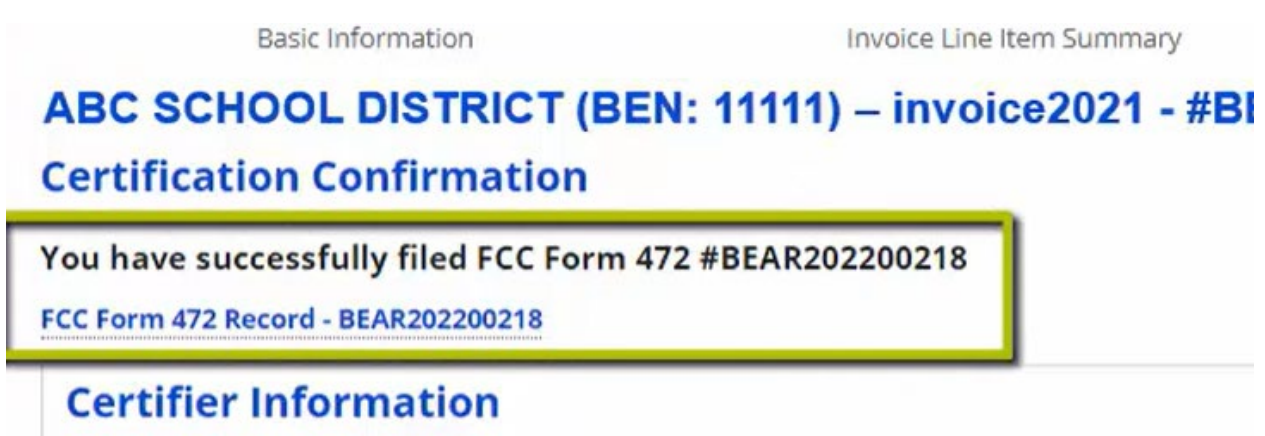 Basic Information Invoice Line Item Summary
ABC SCHOOL DISTRICT (BEN: 11111) – invoice2021 -
Certification Confirmation
You have successfully filed FCC Form 472 #BEAR202200218
FCC Form 472 Record - BEAR202200218
Certifier Information